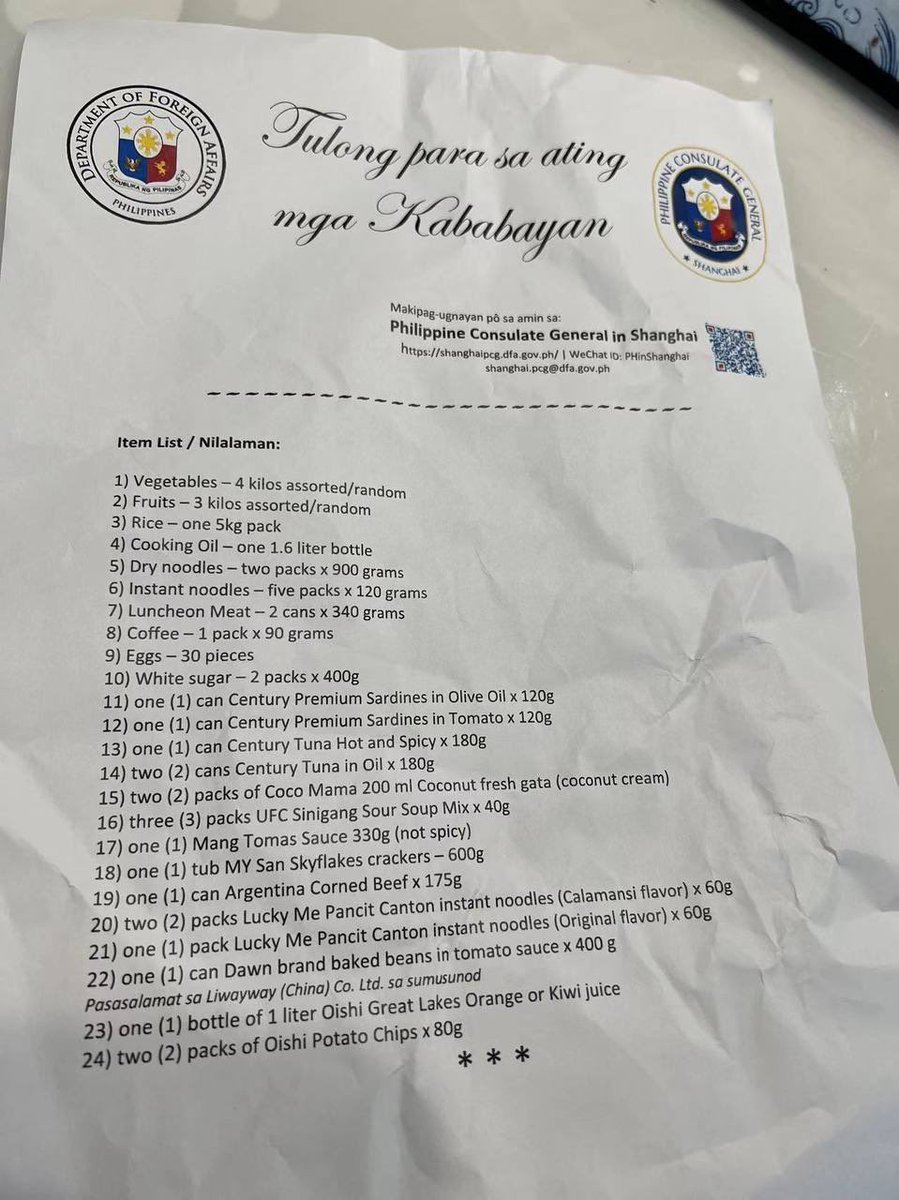 DEPARTMENT OF FOREIGN AFFAIRS
REPUBLIKA NG PILIPINAS
PHILIPPINES
Tulong para sa ating
mga Kababayan
PHILIPPINE CONSULATE GENERAL
REPUBLIKA NG PILIPINAS
★ SHANGHAI ★
Makipag-ugnayan pô sa amin sa:
Philippine Consulate General in Shanghai
https://shanghaipcg.dfa.gov.ph/ | WeChat ID: PHinShanghai
shanghai.pcg@dfa.gov.ph
Item List / Nilalaman:
1) Vegetables – 4 kilos assorted/random
2) Fruits – 3 kilos assorted/random
3) Rice – one 5kg pack
4) Cooking Oil – one 1.6 liter bottle
5) Dry noodles – two packs x 900 grams
6) Instant noodles – five packs x 120 grams
7) Luncheon Meat – 2 cans x 340 grams
8) Coffee – 1 pack x 90 grams
9) Eggs – 30 pieces
10) White sugar – 2 packs x 400g
11) one (1) can Century Premium Sardines in Olive Oil x 120g
12) one (1) can Century Premium Sardines in Tomato x 120g
13) one (1) can Century Tuna Hot and Spicy x 180g
14) two (2) cans Century Tuna in Oil x 180g
15) two (2) packs of Coco Mama 200 ml Coconut fresh gata (coconut cream)
16) three (3) packs UFC Sinigang Sour Soup Mix x 40g
17) one (1) Mang Tomas Sauce 330g (not spicy)
18) one (1) tub MY San Skyflakes crackers – 600g
19) one (1) can Argentina Corned Beef x 175g
20) two (2) packs Lucky Me Pancit Canton instant noodles (Calamansi flavor) x 60g
21) one (1) pack Lucky Me Pancit Canton instant noodles (Original flavor) x 60g
22) one (1) can Dawn brand baked beans in tomato sauce x 400 g
Pasasalamat sa Liwayway (China) Co. Ltd. sa sumusunod
23) one (1) bottle of 1 liter Oishi Great Lakes Orange or Kiwi juice
24) two (2) packs of Oishi Potato Chips x 80g
* * *